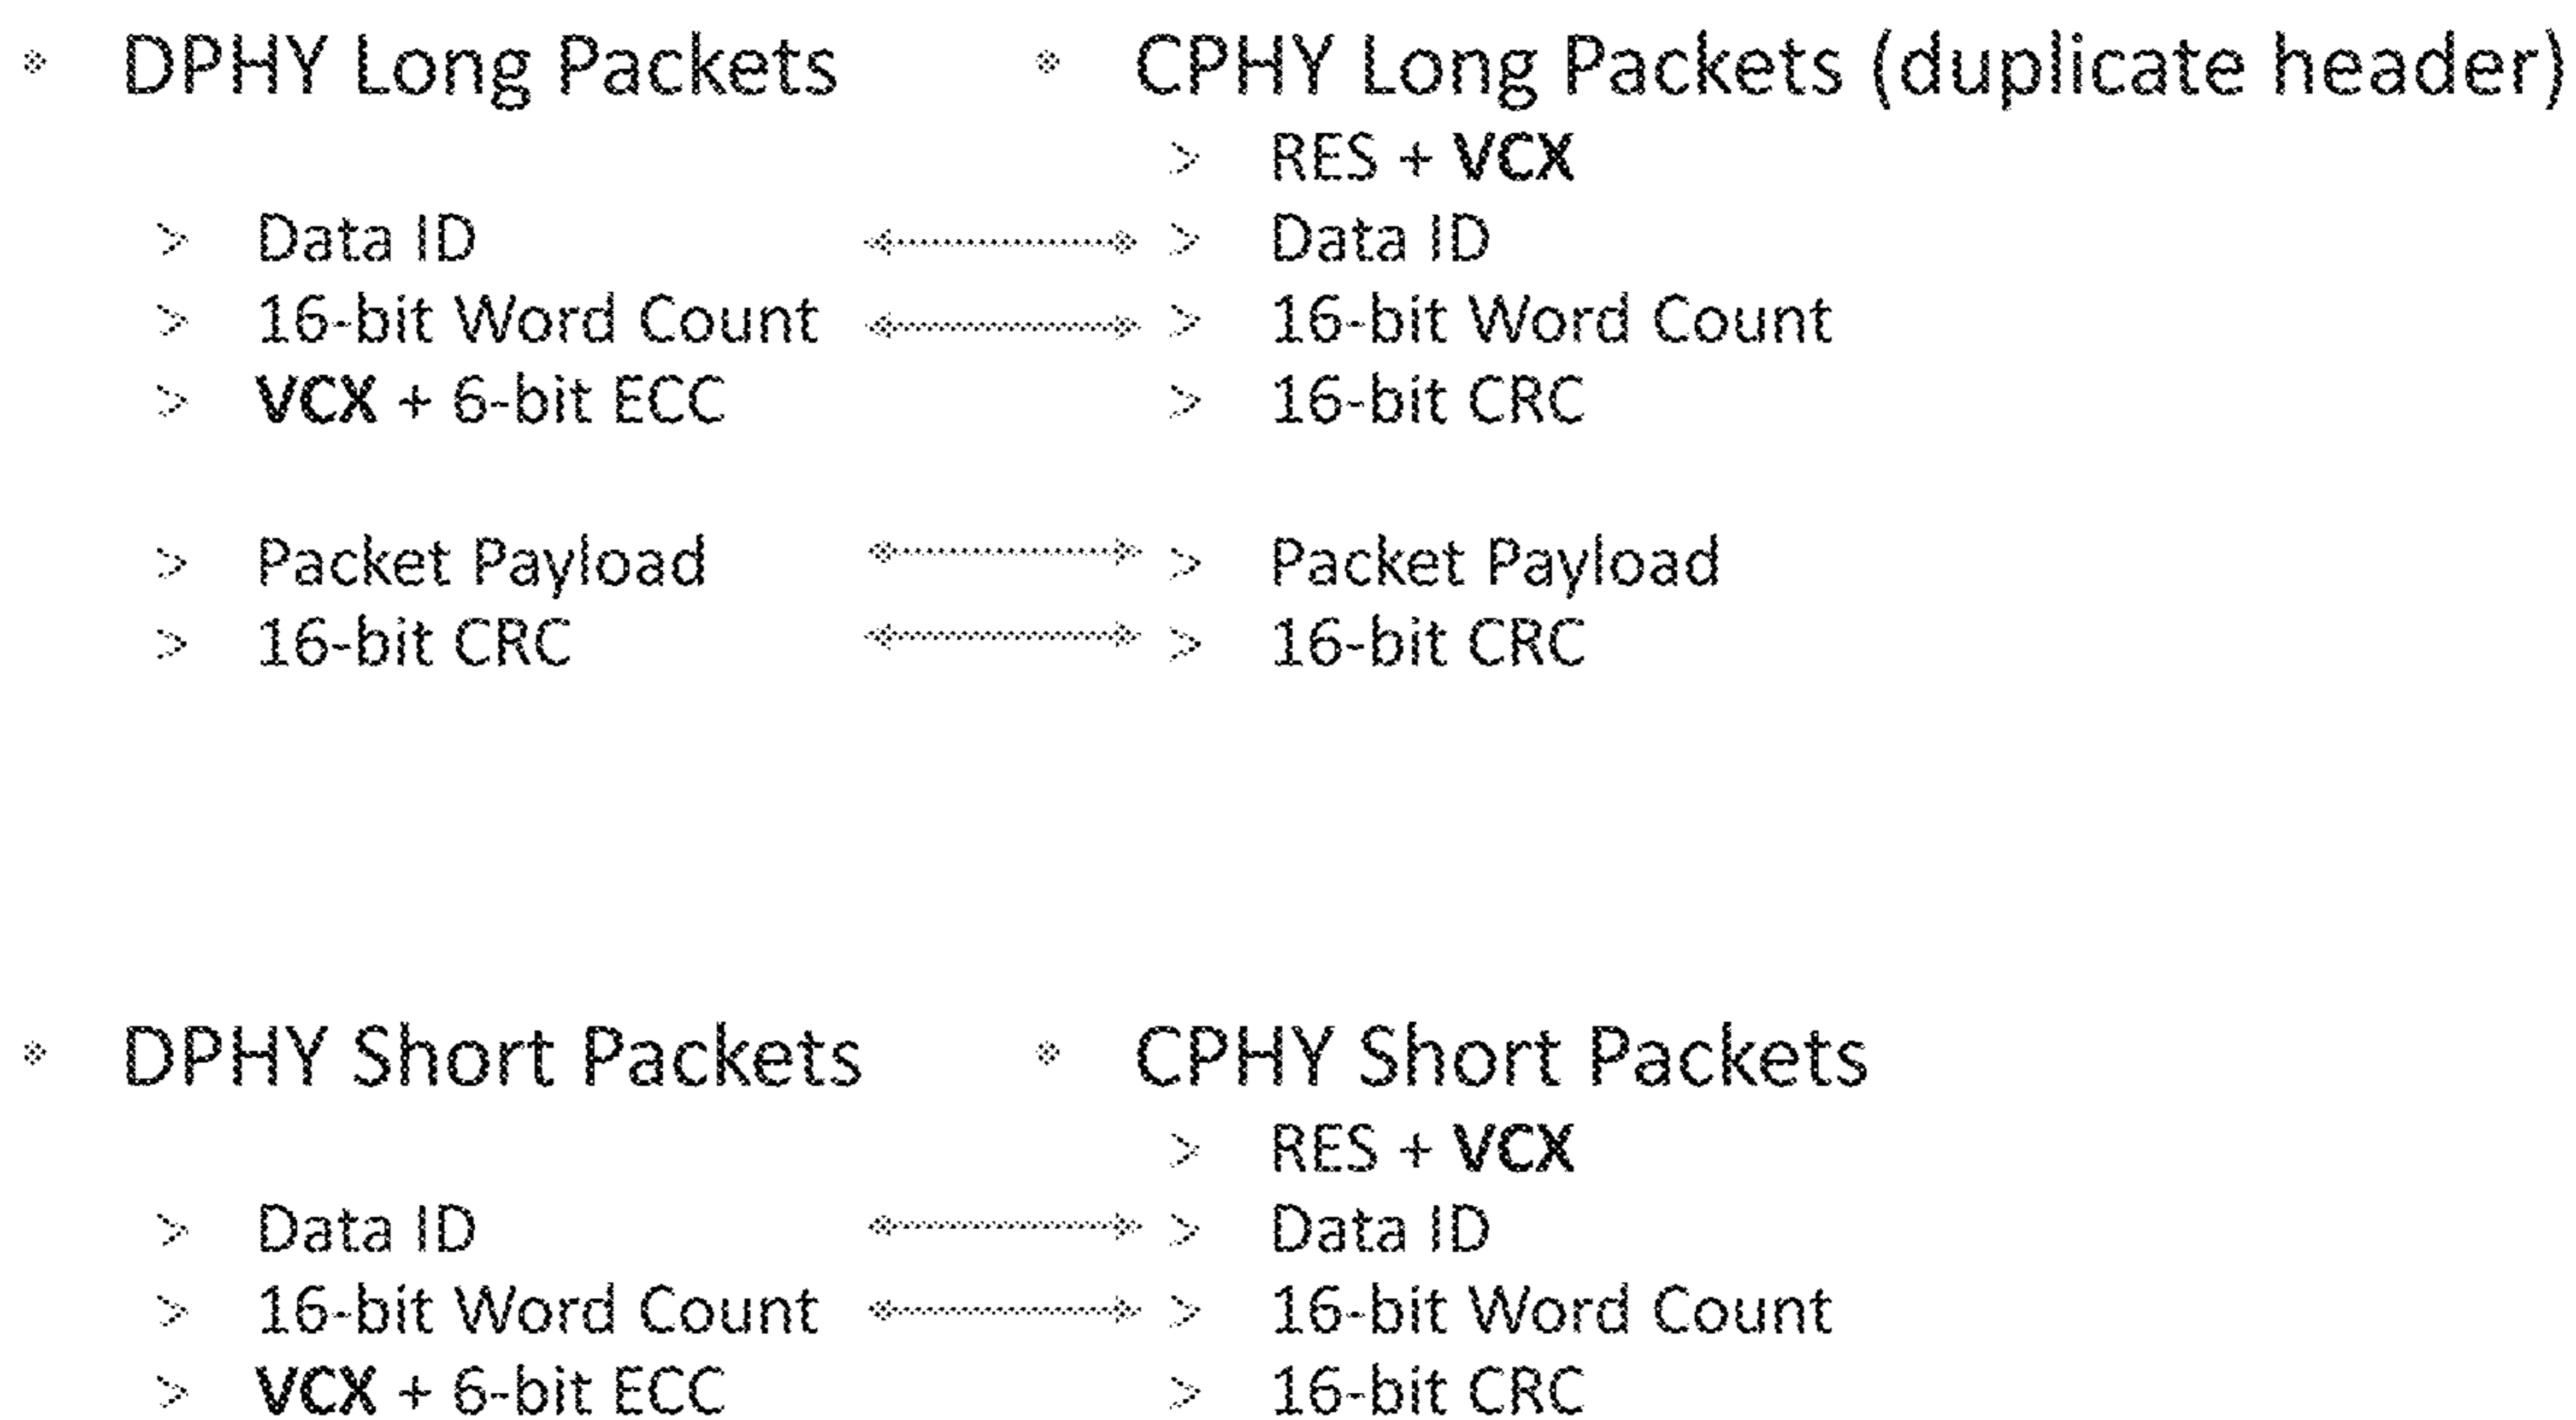 DPHY Long Packets
> Data ID
> 16-bit Word Count
> VCX + 6-bit ECC
> Packet Payload
> 16-bit CRC
CPHY Long Packets (duplicate header)
> RES + VCX
> Data ID
> 16-bit Word Count
> 16-bit CRC
> Packet Payload
> 16-bit CRC
DPHY Short Packets
> Data ID
> 16-bit Word Count
> VCX + 6-bit ECC
CPHY Short Packets
> RES + VCX
> Data ID
> 16-bit Word Count
> 16-bit CRC